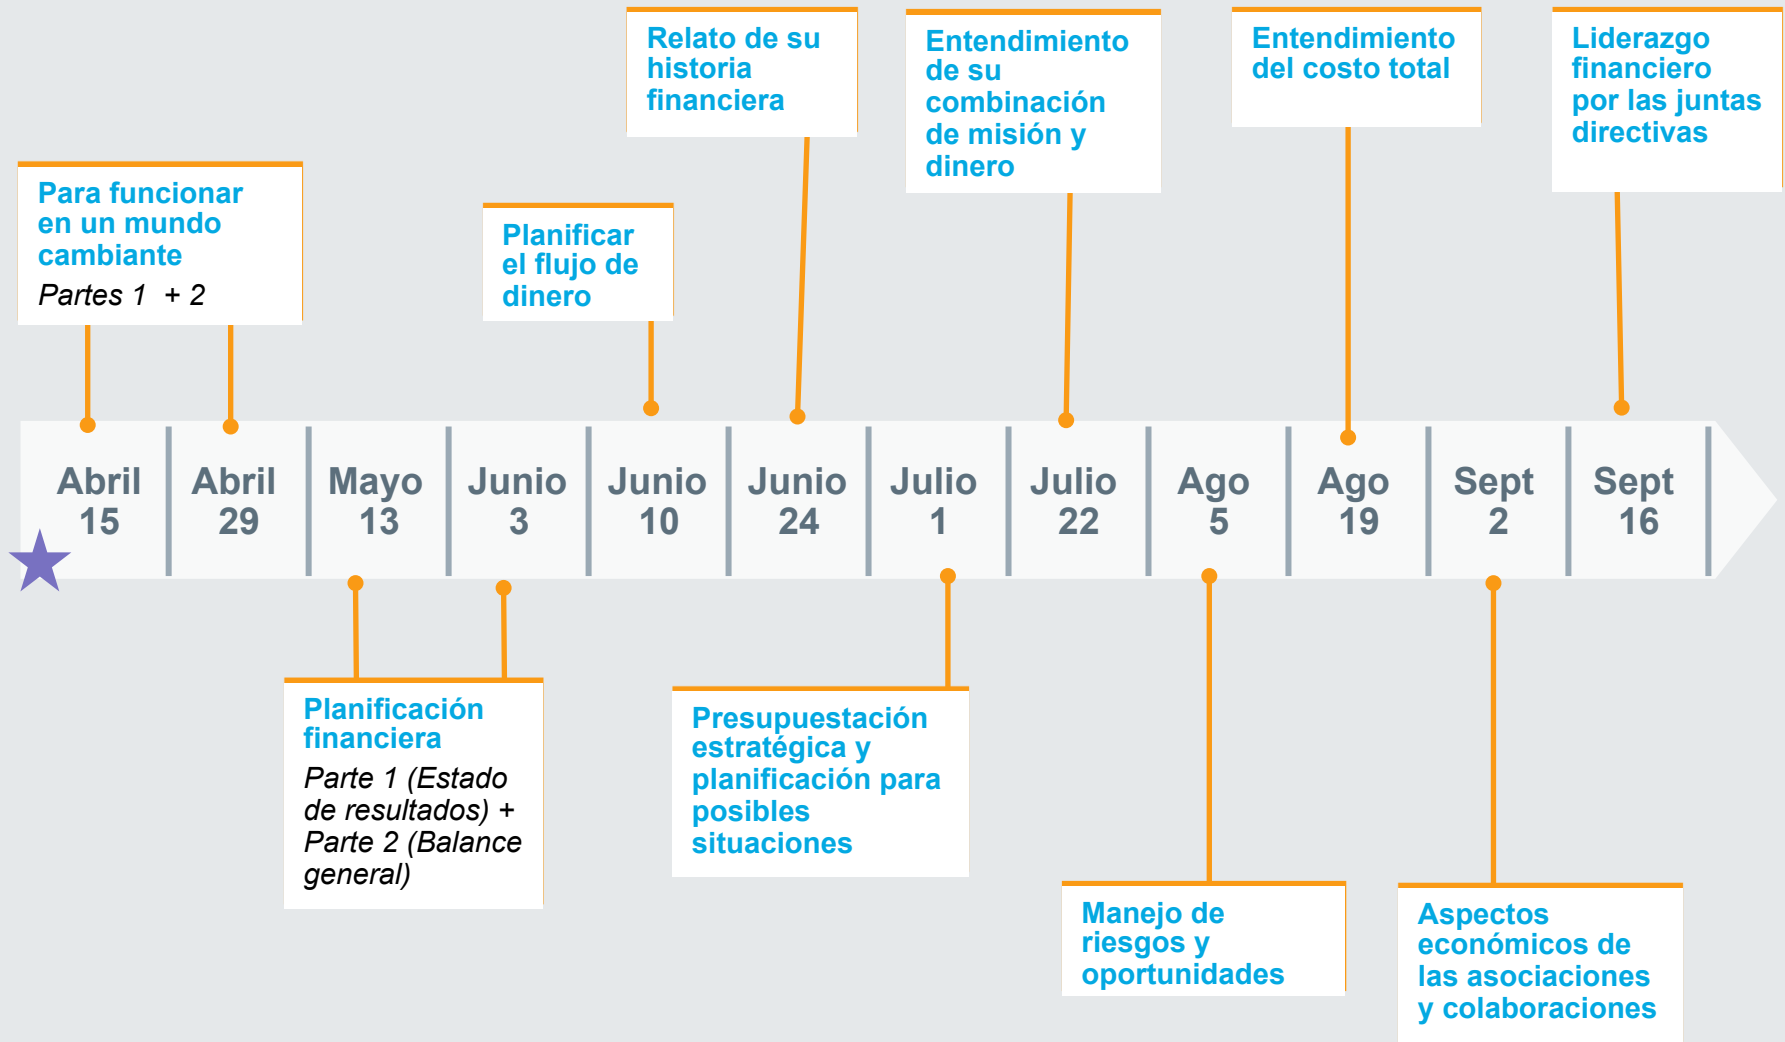 Relato de su
historia
financiera
Entendimiento
de su
combinación
de misión y
dinero
Entendimiento
del costo total
Liderazgo
financiero
por las juntas
directivas
Para funcionar
en un mundo
cambiante
Partes 1 + 2
Planificar
el flujo de
dinero
Abril
15
Abril
29
Mayo
13
Junio
3
Junio
10
Junio
24
Julio
1
Julio
22
Ago
5
Ago
19
Sept
2
Sept
16
Planificación
financiera
Parte 1 (Estado
de resultados) +
Parte 2 (Balance
general)
Presupuestación
estratégica y
planificación para
posibles
situaciones
Manejo de
riesgos y
oportunidades
Aspectos
económicos de
las asociaciones
y colaboraciones